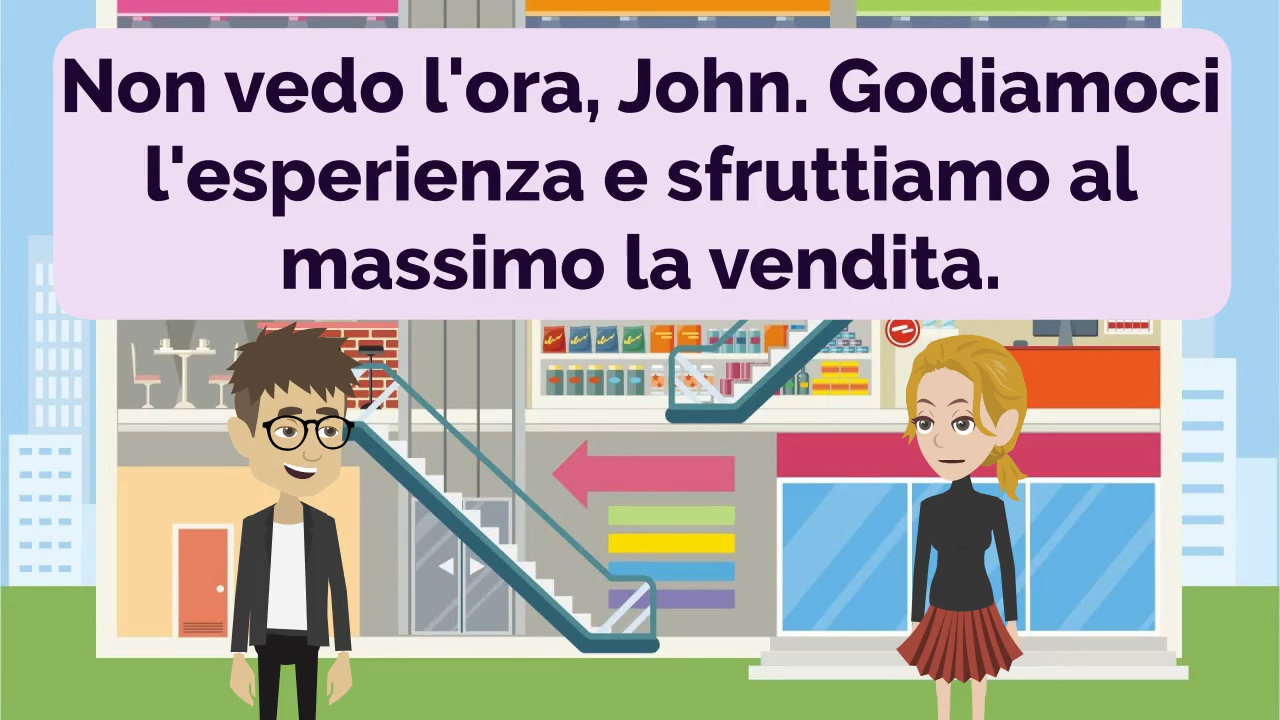 Non vedo l'ora, John. Godiamoci
l'esperienza e sfruttiamo al
massimo la vendita.